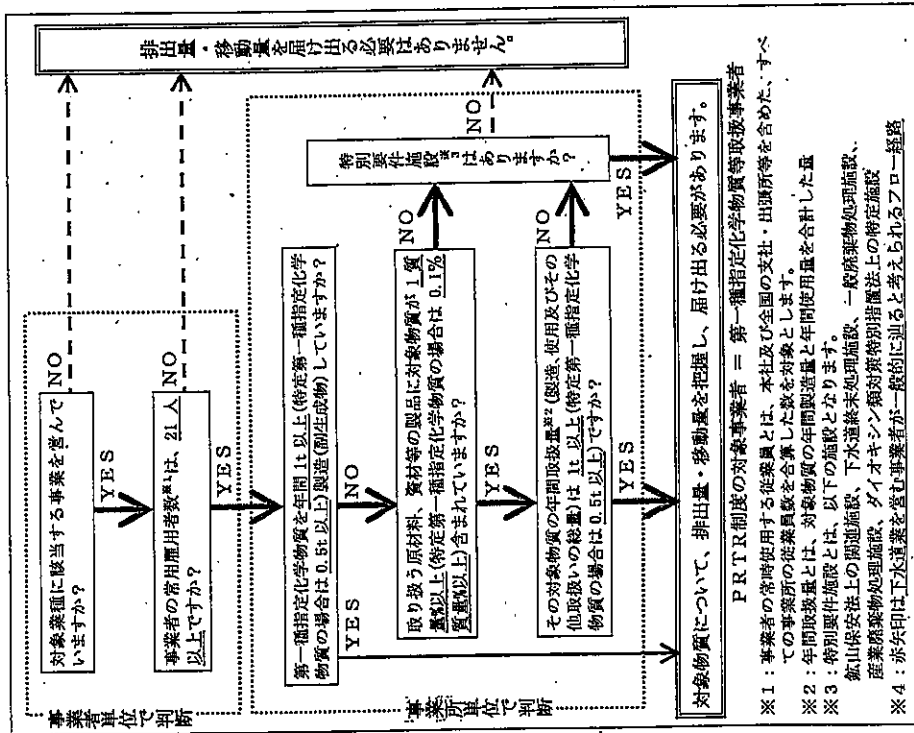 事業者単位で
判断
対象業種に該当する事業を営んで
いますか？
NO
YES
事業者の常用雇用者数※1は、21人
以上ですか？
NO
YES
排出量・移動量を届け出る必要はありません。
事業所単位で
判断
第一種指定化学物質を年間1t以上(特定第一種指定化学
物質の場合は0.5t以上)製造(副生成物)していますか？
YES
NO
取り扱う原材料、資材等の製品に対象物質が1質
量%以上(特定第一種指定化学物質の場合は0.1%
質量%以上)含まれていますか？
NO
YES
その対象物質の年間取扱量※2(製造、使用及びその
他取扱いの総量)は1t以上(特定第一種指定化学
物質の場合は0.5t以上)ですか？
NO
YES
特別要件施設※3はありますか？
NO
YES
対象物質について、排出量・移動量を把握し、届け出る必要があります。
PRTR制度の対象事業者 = 第一種指定化学物質等取扱事業者
※1：事業者の常時使用する従業員とは、本社及び全国の支社・出張所等を含めた、すべ
ての事業所の従業員数を合算した数を対象とします。
※2：年間取扱量とは、対象物質の年間製造量と年間使用量を合計した量
※3：特別要件施設とは、以下の施設となります。
鉱山保安法上の関連施設、下水道終末処理施設、一般廃棄物処理施設、
産業廃棄物処理施設、ダイオキシン類対策特別措置法上の特定施設
※4：赤矢印は下水道業を営む事業者が一般的に辿ると考えられるフロー経路